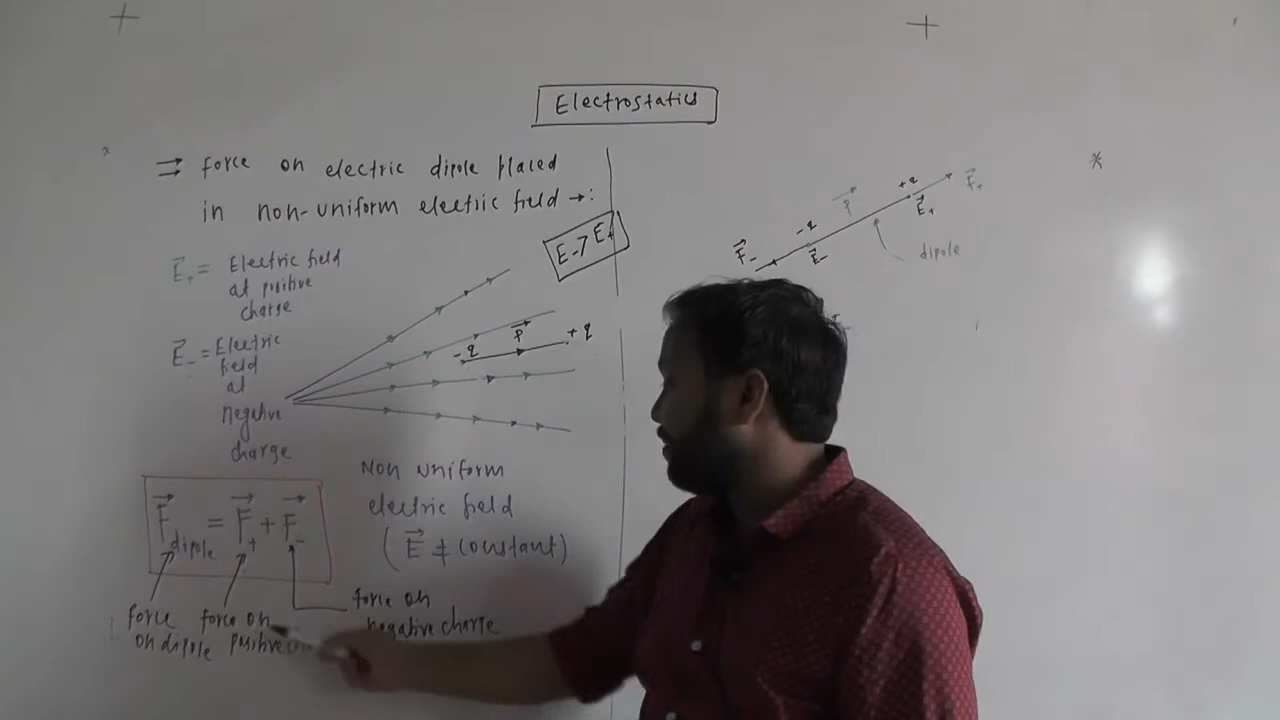 Electrostatics
⇒ force on electric dipole placed
in non-uniform electric field →:
E₋ > E₊
E⃗₊ = Electric field
at positive
charge
E⃗₋ = Electric
field
at
negative
charge
-q P⃗ +q
F⃗dipole = F⃗₊ + F⃗₋
Non uniform
electric field
( E⃗ ≠ constant)
force
on dipole
force on
positive
force on
negative charge
F⃗₋ -q E⃗₋ P⃗ +q E⃗₊ F⃗₊
dipole
*